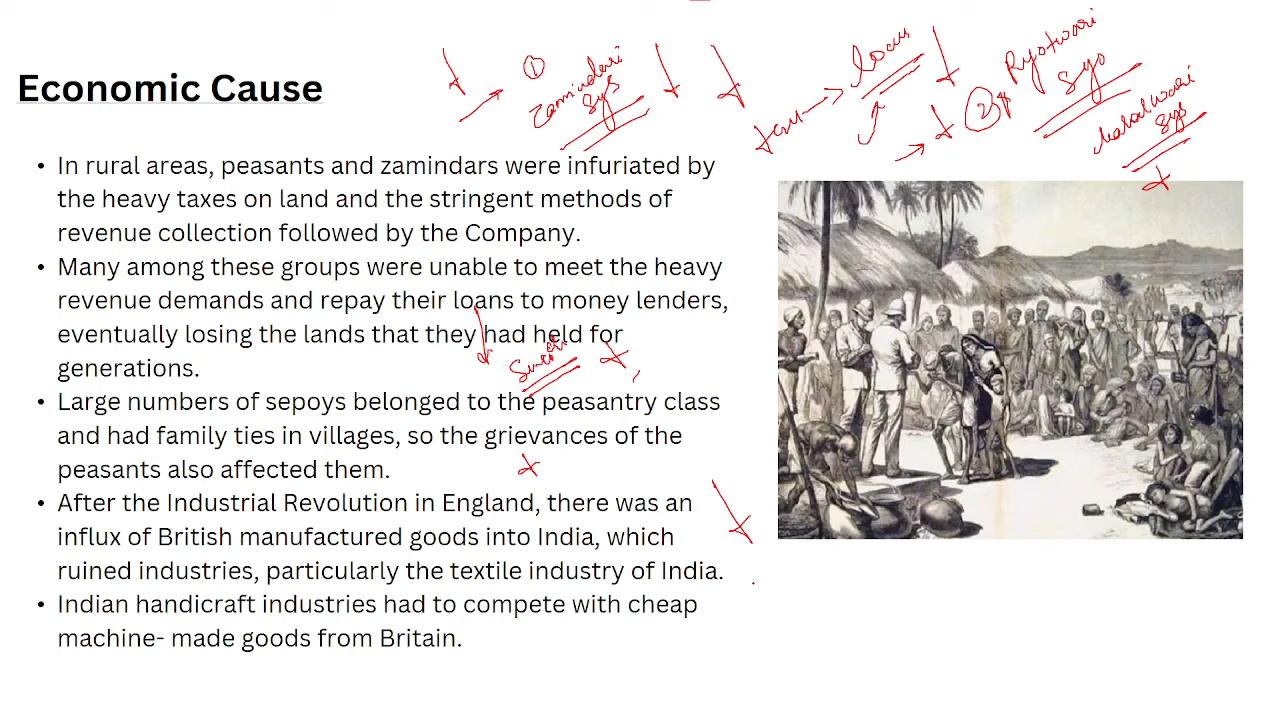 ① Zamindari
Sys
locus
② Ryotwari
Sys
Mahalwari
Sys
Economic Cause
• In rural areas, peasants and zamindars were infuriated by
the heavy taxes on land and the stringent methods of
revenue collection followed by the Company.
• Many among these groups were unable to meet the heavy
revenue demands and repay their loans to money lenders,
eventually losing the lands that they had held for
generations.
• Large numbers of sepoys belonged to the peasantry class
and had family ties in villages, so the grievances of the
peasants also affected them.
• After the Industrial Revolution in England, there was an
influx of British manufactured goods into India, which
ruined industries, particularly the textile industry of India.
• Indian handicraft industries had to compete with cheap
machine- made goods from Britain.